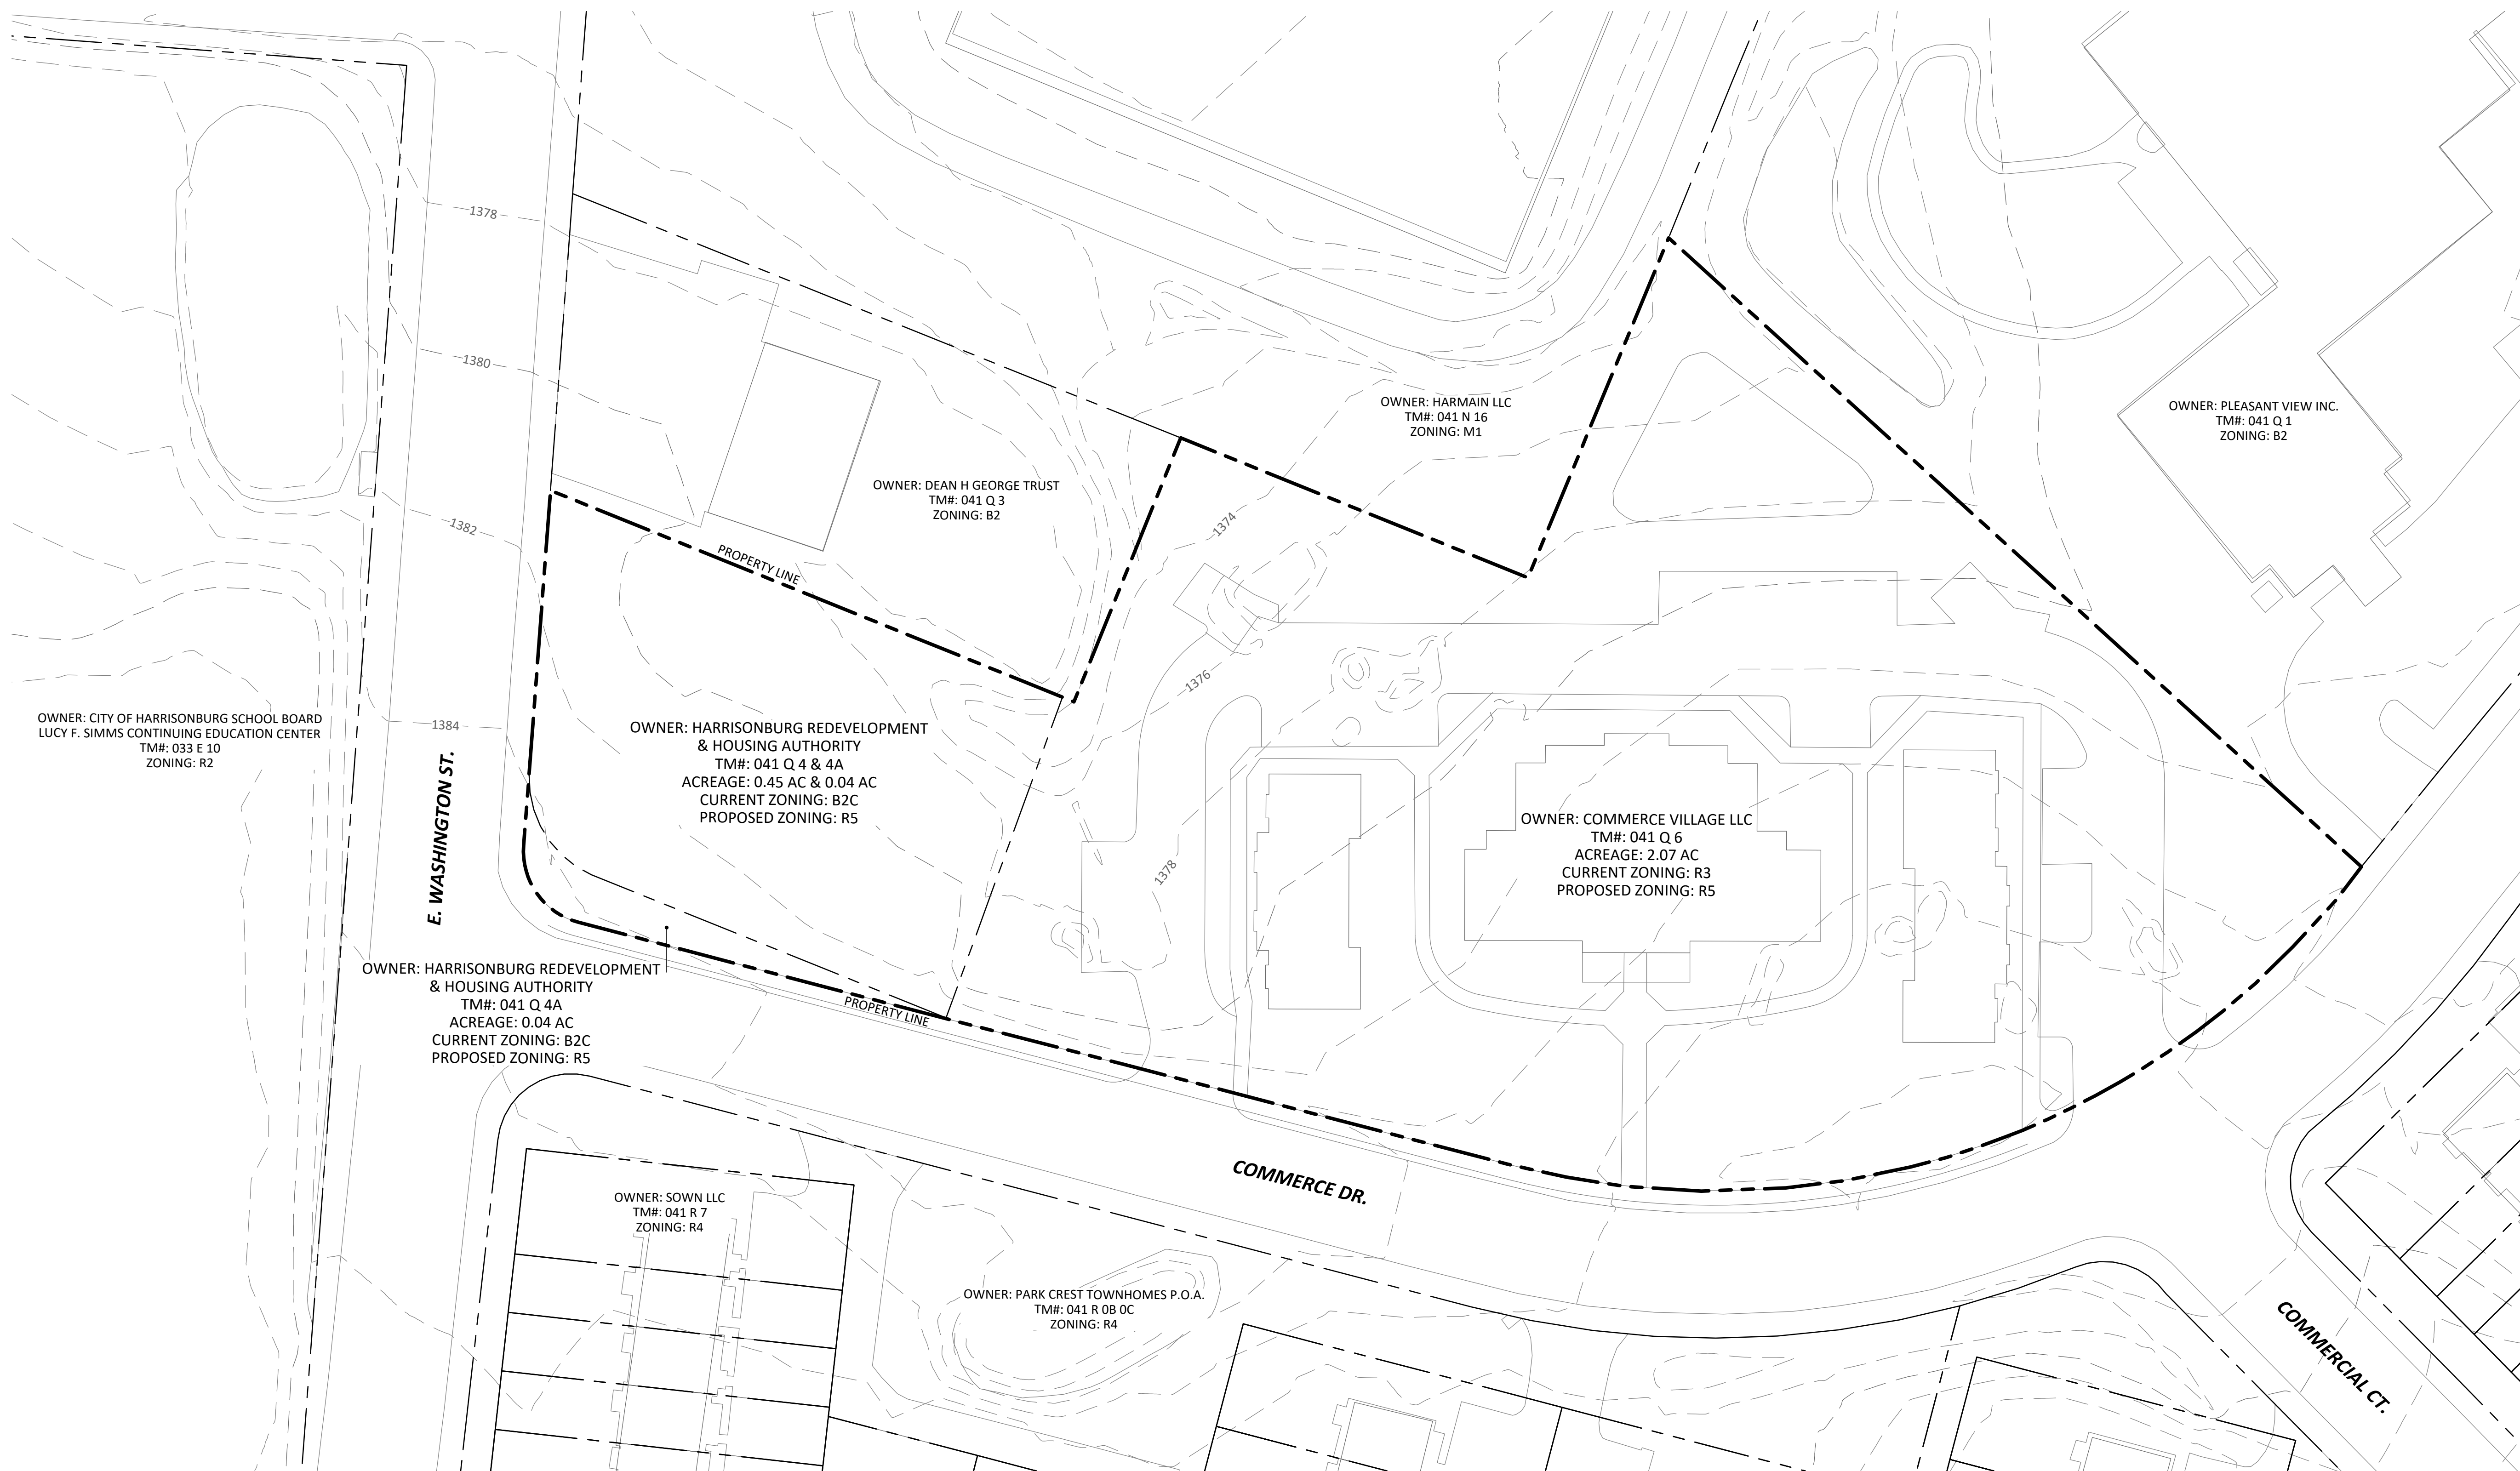 1378
1380
1382
1384
1374
1376
1378
OWNER: HARMAIN LLC
TM#: 041 N 16
ZONING: M1
OWNER: PLEASANT VIEW INC.
TM#: 041 Q 1
ZONING: B2
OWNER: DEAN H GEORGE TRUST
TM#: 041 Q 3
ZONING: B2
PROPERTY LINE
OWNER: CITY OF HARRISONBURG SCHOOL BOARD
LUCY F. SIMMS CONTINUING EDUCATION CENTER
TM#: 033 E 10
ZONING: R2
E. WASHINGTON ST.
OWNER: HARRISONBURG REDEVELOPMENT
& HOUSING AUTHORITY
TM#: 041 Q 4 & 4A
ACREAGE: 0.45 AC & 0.04 AC
CURRENT ZONING: B2C
PROPOSED ZONING: R5
OWNER: COMMERCE VILLAGE LLC
TM#: 041 Q 6
ACREAGE: 2.07 AC
CURRENT ZONING: R3
PROPOSED ZONING: R5
OWNER: HARRISONBURG REDEVELOPMENT
& HOUSING AUTHORITY
TM#: 041 Q 4A
ACREAGE: 0.04 AC
CURRENT ZONING: B2C
PROPOSED ZONING: R5
PROPERTY LINE
COMMERCE DR.
OWNER: SOWN LLC
TM#: 041 R 7
ZONING: R4
OWNER: PARK CREST TOWNHOMES P.O.A.
TM#: 041 R 0B 0C
ZONING: R4
COMMERCIAL CT.